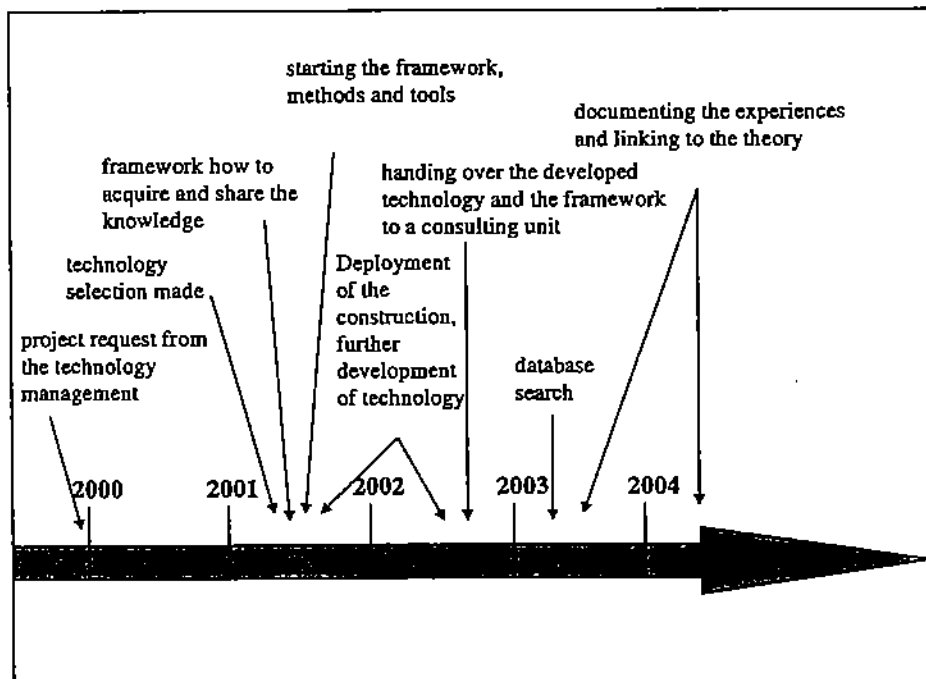 starting the framework,
methods and tools
documenting the experiences
and linking to the theory
framework how to
acquire and share the
knowledge
handing over the developed
technology and the framework
to a consulting unit
technology
selection made
Deployment
of the
construction,
further
development
of technology
project request from
the technology
management
database
search
2000
2001
2002
2003
2004